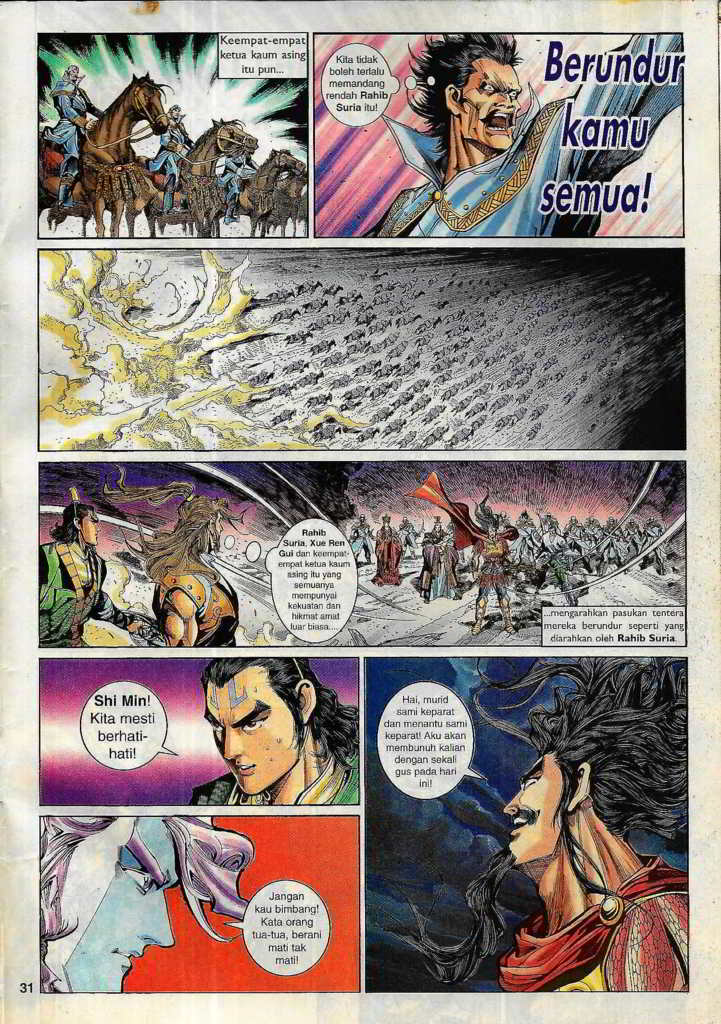 Keempat-empat
ketua kaum asing
itu pun...
Kita tidak
boleh terlalu
memandang
rendah Rahib
Suria itu!
Berundur
kamu
semua!
Rahib
Suria, Xue Ren
Gui dan keempat-
empat ketua kaum
asing itu yang
semuanya
mempunyai
kekuatan dan
hikmat amat
luar biasa....
...mengarahkan pasukan tentera
mereka berundur seperti yang
diarahkan oleh Rahib Suria.
Shi Min!
Kita mesti
berhati-
hati!
Hai, murid
sami keparat
dan menantu sami
keparat! Aku akan
membunuh kalian
dengan sekali
gus pada hari
ini!
Jangan
kau bimbang!
Kata orang
tua-tua, berani
mati tak
mati!
31